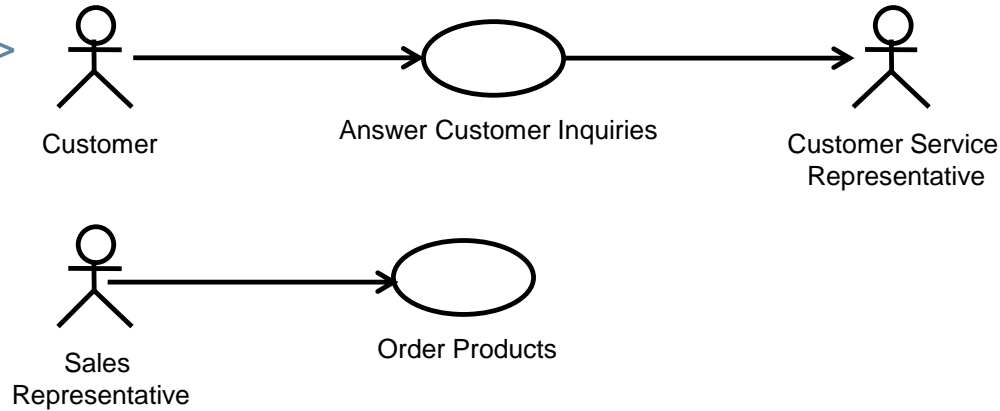 >
Customer
Answer Customer Inquiries
Customer Service
Representative
Sales
Representative
Order Products